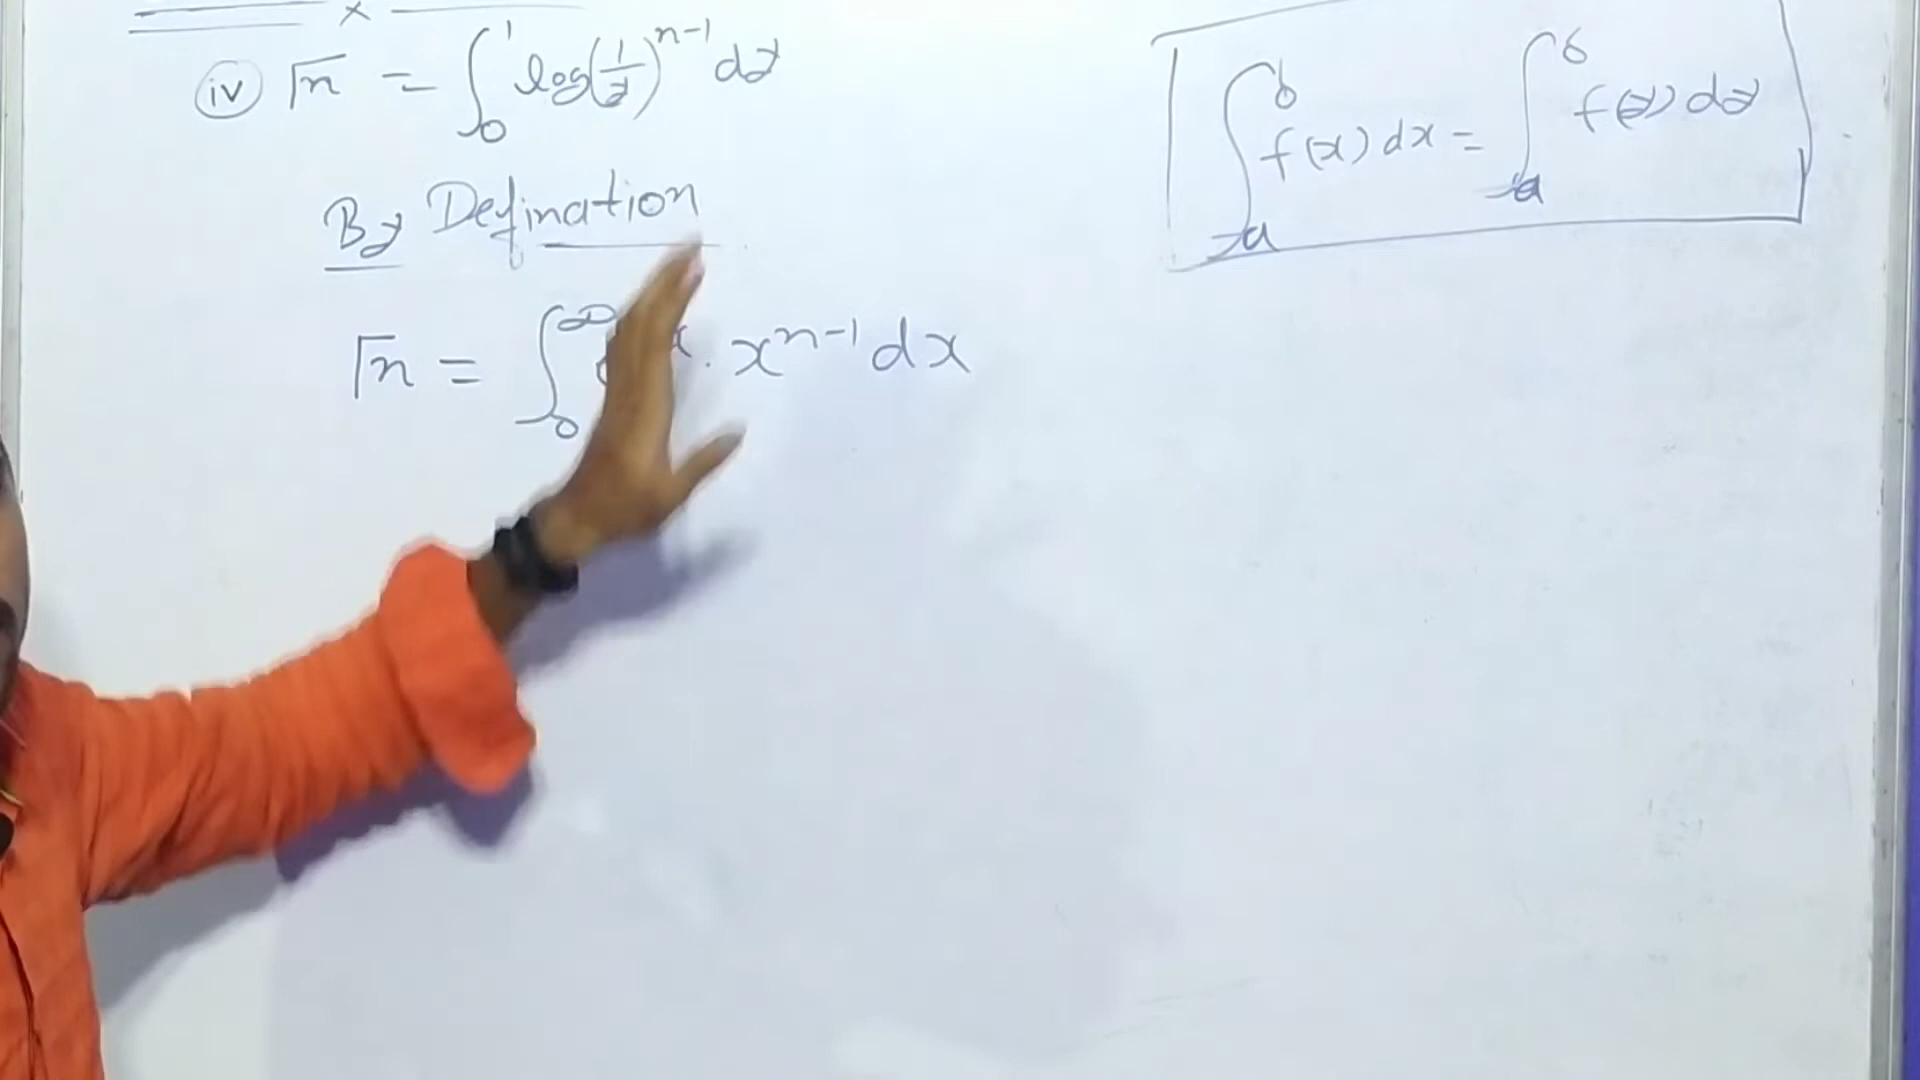 (iv) Γn = ∫₀¹ log(1/y)ⁿ⁻¹ dy
∫ₐᵇ f(x) dx = ∫ₐᵇ f(y) dy
By Defination
Γn = ∫₀^∞ . xⁿ⁻¹ dx